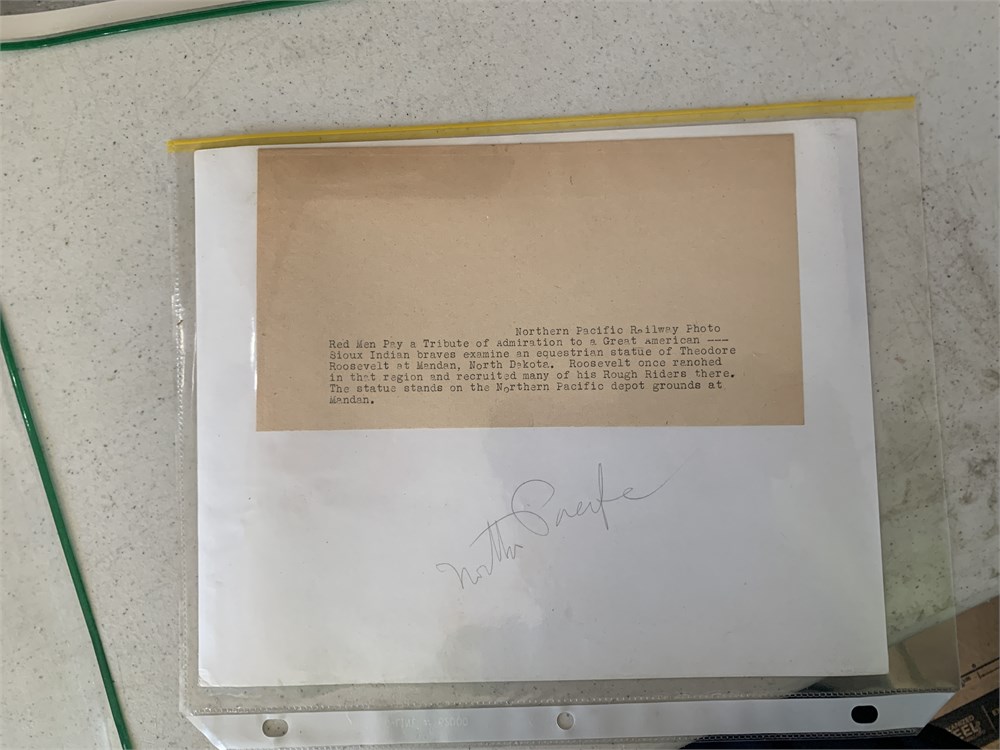 Northern Pacific Railway Photo
Red Men Pay a Tribute of Admiration to a Great American ---
Sioux Indian braves examine an equestrian statue of Theodore
Roosevelt at Mandan, North Dakota. Roosevelt once ranched
in that region and recruited many of his Rough Riders there.
The status stands on the Northern Pacific depot grounds at
Mandan.
Northern Pacific